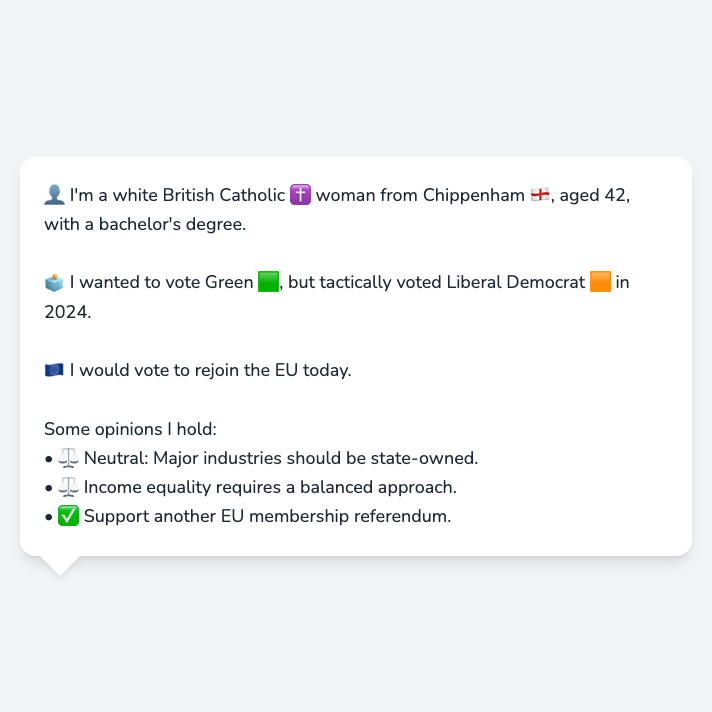 👤 I'm a white British Catholic ✝️ woman from Chippenham 🏴󠁧󠁢󠁥󠁮󠁧󠁿, aged 42,
with a bachelor's degree.
🗳️ I wanted to vote Green 🟩, but tactically voted Liberal Democrat 🟧 in
2024.
🇪🇺 I would vote to rejoin the EU today.
Some opinions I hold:
• ⚖️ Neutral: Major industries should be state-owned.
• ⚖️ Income equality requires a balanced approach.
• ✅ Support another EU membership referendum.